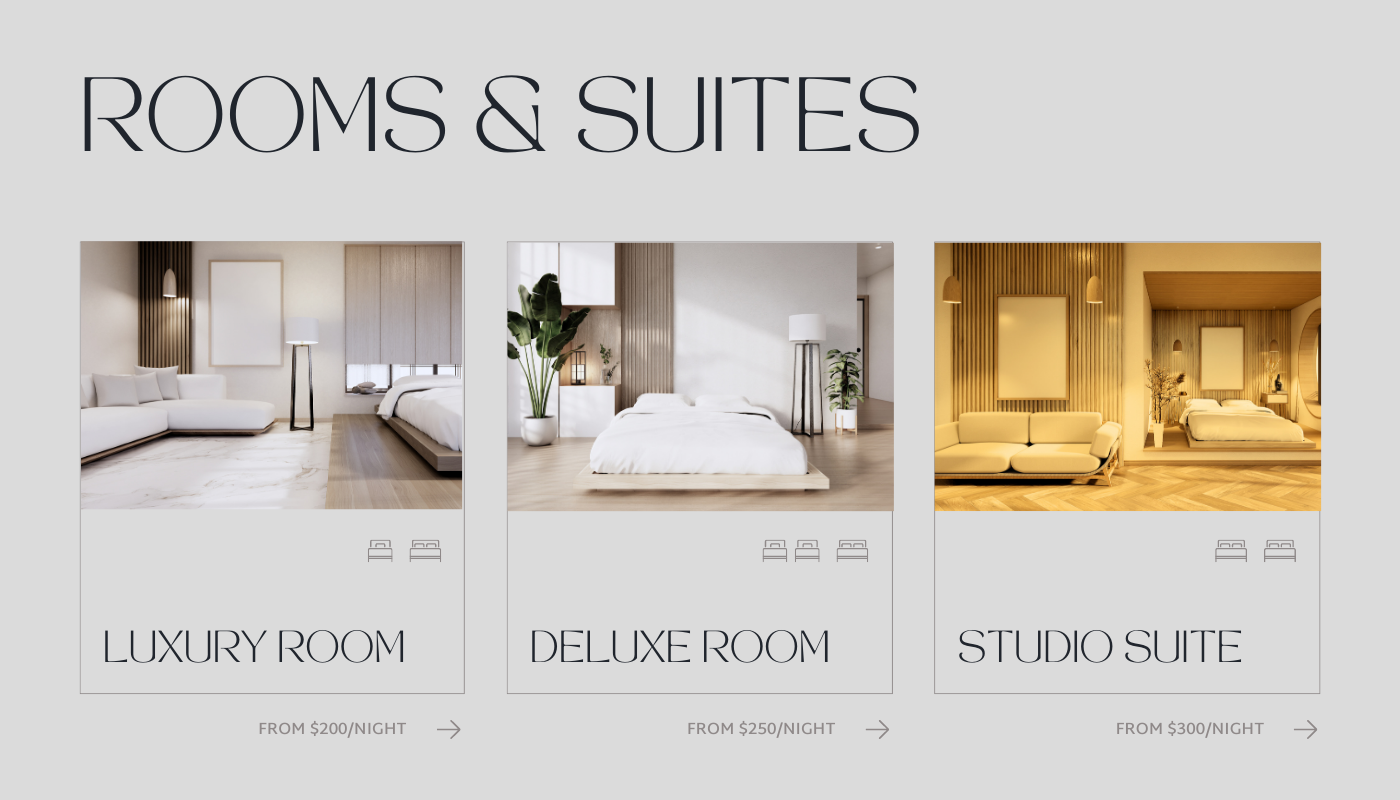 ROOMS & SUITES
LUXURY ROOM
DELUXE ROOM
STUDIO SUITE
FROM $200/NIGHT
FROM $250/NIGHT
FROM $300/NIGHT